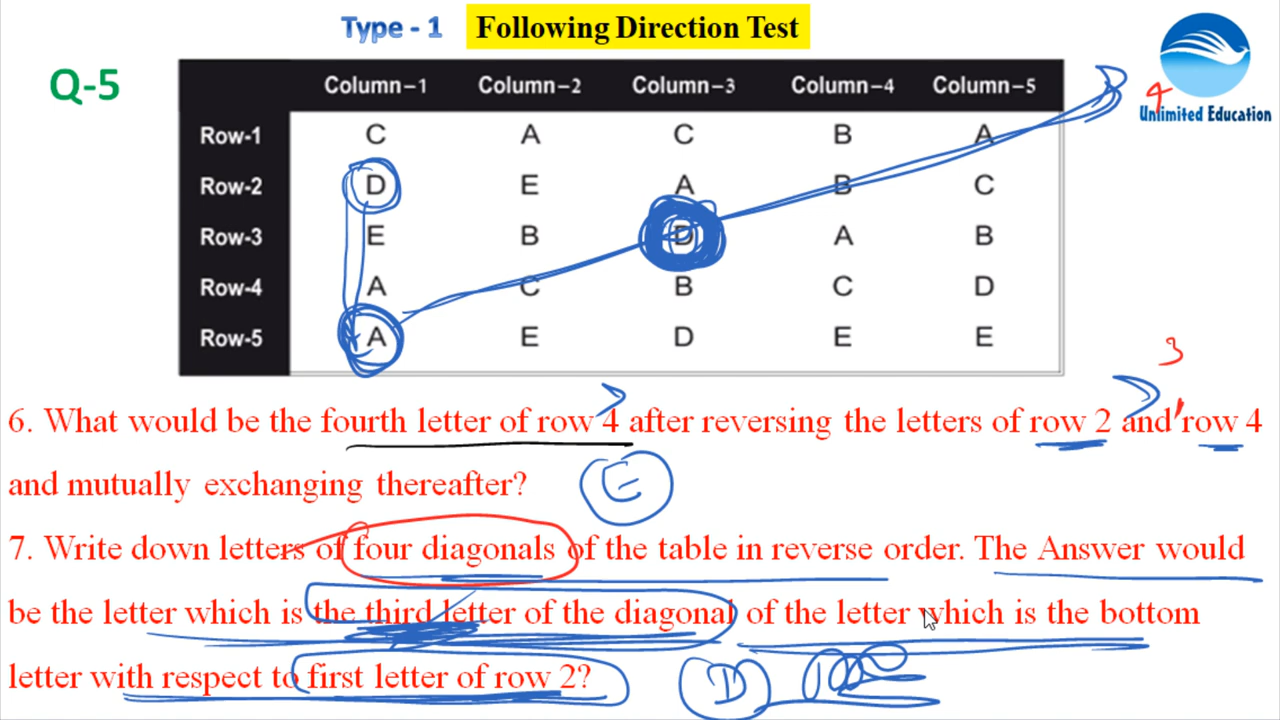 Type - 1 Following Direction Test
Q-5
4
Unlimited Education
Column-1 Column-2 Column-3 Column-4 Column-5
Row-1 C A C B A
Row-2 D E A B C
Row-3 E B D A B
Row-4 A C B C D
Row-5 A E D E E
3
6. What would be the fourth letter of row 4 after reversing the letters of row 2 and row 4
and mutually exchanging thereafter?
E
7. Write down letters of four diagonals of the table in reverse order. The Answer would
be the letter which is the third letter of the diagonal of the letter which is the bottom
letter with respect to first letter of row 2?
D